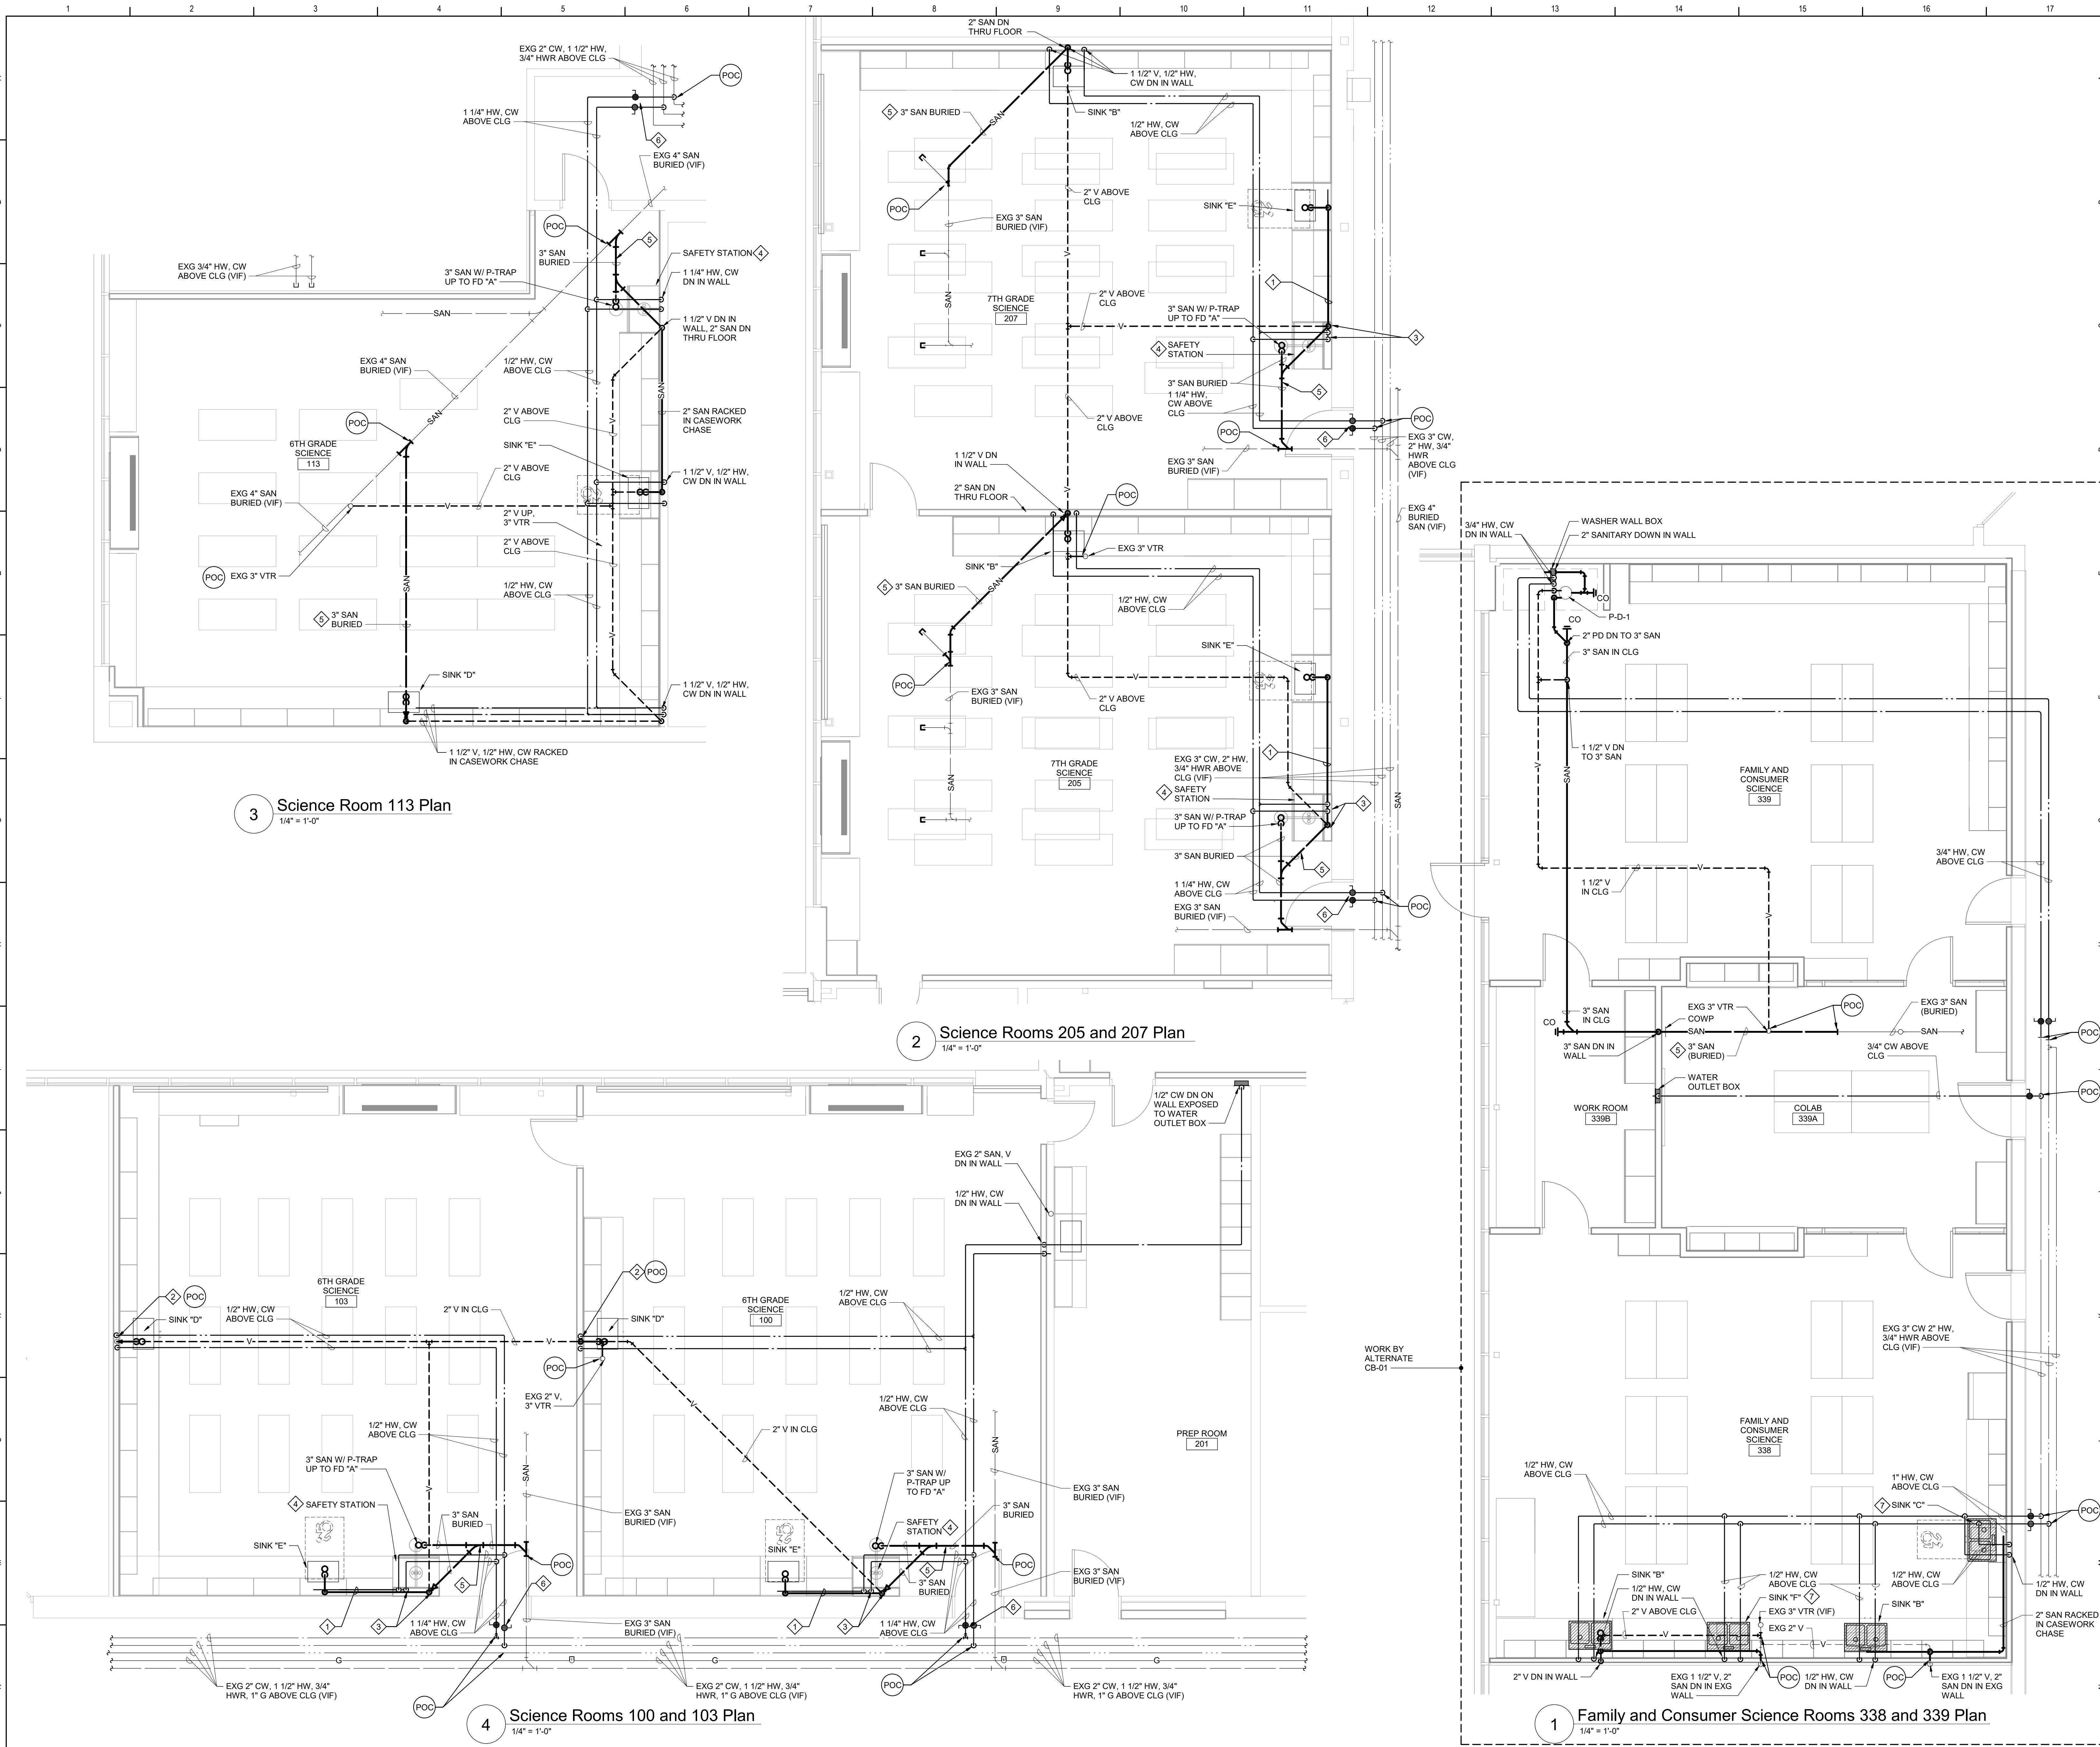 1 2 3 4 5 6 7 8 9 10 11 12 13 14 15 16 17
EXG 2" CW, 1 1/2" HW,
3/4" HWR ABOVE CLG
POC
1 1/4" HW, CW
ABOVE CLG
6
EXG 4" SAN
BURIED (VIF)
POC
5
3" SAN
BURIED
SAFETY STATION
4
EXG 3/4" HW, CW
ABOVE CLG (VIF)
3" SAN W/ P-TRAP
UP TO FD "A"
1 1/4" HW, CW
DN IN WALL
SAN
1 1/2" V DN IN
WALL, 2" SAN DN
THRU FLOOR
EXG 4" SAN
BURIED (VIF)
1/2" HW, CW
ABOVE CLG
SAN
SAN
2" V ABOVE
CLG
V
2" SAN RACKED
IN CASEWORK
CHASE
POC
6TH GRADE
SCIENCE
113
SINK "E"
2" V ABOVE
CLG
1 1/2" V, 1/2" HW,
CW DN IN WALL
EXG 4" SAN
BURIED (VIF)
V
2" V UP,
3" VTR
2" V ABOVE
CLG
POC
EXG 3" VTR
SAN
1/2" HW, CW
ABOVE CLG
5
3" SAN
BURIED
V
SINK "D"
1 1/2" V, 1/2" HW,
CW DN IN WALL
1 1/2" V, 1/2" HW, CW RACKED
IN CASEWORK CHASE
3
Science Room 113 Plan
1/4" = 1'-0"
2" SAN DN
THRU FLOOR
1 1/2" V, 1/2" HW,
CW DN IN WALL
5
3" SAN BURIED
SAN
SINK "B"
1/2" HW, CW
ABOVE CLG
POC
2" V ABOVE
CLG
SINK "E"
EXG 3" SAN
BURIED (VIF)
V
1
SAN
7TH GRADE
SCIENCE
207
2" V ABOVE
CLG
3" SAN W/ P-TRAP
UP TO FD "A"
V
3
4
SAFETY
STATION
3" SAN BURIED
5
1 1/4" HW,
CW ABOVE
CLG
2" V ABOVE
CLG
POC
POC
6
EXG 3" CW,
2" HW, 3/4"
HWR
ABOVE CLG
(VIF)
1 1/2" V DN
IN WALL
EXG 3" SAN
BURIED (VIF)
2" SAN DN
THRU FLOOR
V
POC
EXG 4"
BURIED
SAN (VIF)
EXG 3" VTR
SINK "B"
5
3" SAN BURIED
SAN
1/2" HW, CW
ABOVE CLG
SINK "E"
POC
EXG 3" SAN
BURIED (VIF)
V
2" V ABOVE
CLG
1
7TH GRADE
SCIENCE
205
EXG 3" CW, 2" HW,
3/4" HWR ABOVE
CLG (VIF)
SAN
4
SAFETY
STATION
3
SAN
3" SAN W/ P-TRAP
UP TO FD "A"
3" SAN BURIED
5
1 1/4" HW, CW
ABOVE CLG
6
POC
EXG 3" SAN
BURIED (VIF)
2
Science Rooms 205 and 207 Plan
1/4" = 1'-0"
1/2" CW DN ON
WALL EXPOSED
TO WATER
OUTLET BOX
EXG 2" SAN, V
DN IN WALL
1/2" HW, CW
DN IN WALL
2
POC
SINK "D"
6TH GRADE
SCIENCE
103
1/2" HW, CW
ABOVE CLG
V
2" V IN CLG
V
2
POC
SINK "D"
6TH GRADE
SCIENCE
100
1/2" HW, CW
ABOVE CLG
POC
EXG 2" V,
3" VTR
V
1/2" HW, CW
ABOVE CLG
1/2" HW, CW
ABOVE CLG
2" V IN CLG
PREP ROOM
201
3" SAN W/ P-TRAP
UP TO FD "A"
SAN
SAN
3" SAN W/
P-TRAP UP
TO FD "A"
V
EXG 3" SAN
BURIED (VIF)
EXG 3" SAN
BURIED (VIF)
4
SAFETY STATION
3" SAN
BURIED
3" SAN
BURIED
SAFETY
STATION
4
SINK "E"
SINK "E"
POC
POC
5
6
5
3" SAN
BURIED
EXG 3" SAN
BURIED (VIF)
6
1
3
1 1/4" HW, CW
ABOVE CLG
EXG 3" SAN
BURIED (VIF)
1
3
1 1/4" HW, CW
ABOVE CLG
G
G
G
EXG 2" CW, 1 1/2" HW, 3/4"
HWR, 1" G ABOVE CLG (VIF)
POC
EXG 2" CW, 1 1/2" HW, 3/4"
HWR, 1" G ABOVE CLG (VIF)
POC
EXG 2" CW, 1 1/2" HW, 3/4"
HWR, 1" G ABOVE CLG (VIF)
4
Science Rooms 100 and 103 Plan
1/4" = 1'-0"
3/4" HW, CW
DN IN WALL
WASHER WALL BOX
2" SANITARY DOWN IN WALL
CO
P-D-1
CO
2" PD DN TO 3" SAN
3" SAN IN CLG
V
SAN
1 1/2" V DN
TO 3" SAN
FAMILY AND
CONSUMER
SCIENCE
339
3/4" HW, CW
ABOVE CLG
V
1 1/2" V
IN CLG
V
EXG 3" VTR
POC
EXG 3" SAN
(BURIED)
3" SAN
IN CLG
CO
COWP
SAN
SAN
POC
3" SAN DN IN
WALL
5
3" SAN
(BURIED)
3/4" CW ABOVE
CLG
WATER
OUTLET BOX
POC
WORK ROOM
339B
COLAB
339A
WORK BY
ALTERNATE
CB-01
EXG 3" CW 2" HW,
3/4" HWR ABOVE
CLG (VIF)
FAMILY AND
CONSUMER
SCIENCE
338
1/2" HW, CW
ABOVE CLG
1" HW, CW
ABOVE CLG
7
SINK "C"
POC
SINK "B"
1/2" HW, CW
DN IN WALL
1/2" HW, CW
ABOVE CLG
SINK "F"
7
1/2" HW, CW
ABOVE CLG
1/2" HW, CW
DN IN WALL
2" V ABOVE CLG
EXG 3" VTR (VIF)
SINK "B"
EXG 2" V
V
V
2" SAN RACKED
IN CASEWORK
CHASE
2" V DN IN WALL
EXG 1 1/2" V, 2"
SAN DN IN EXG
WALL
POC
1/2" HW, CW
DN IN WALL
POC
EXG 1 1/2" V, 2"
SAN DN IN EXG
WALL
1
Family and Consumer Science Rooms 338 and 339 Plan
1/4" = 1'-0"